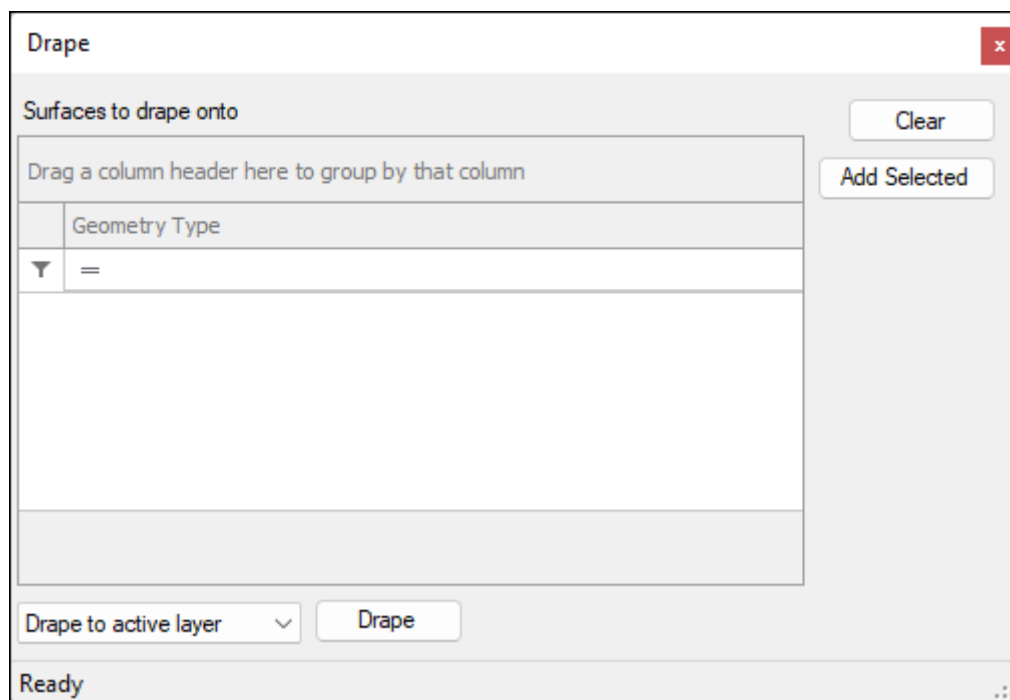 Drape
x
Surfaces to drape onto
Clear
Drag a column header here to group by that column
Add Selected
Geometry Type
=
Drape to active layer
Drape
Ready